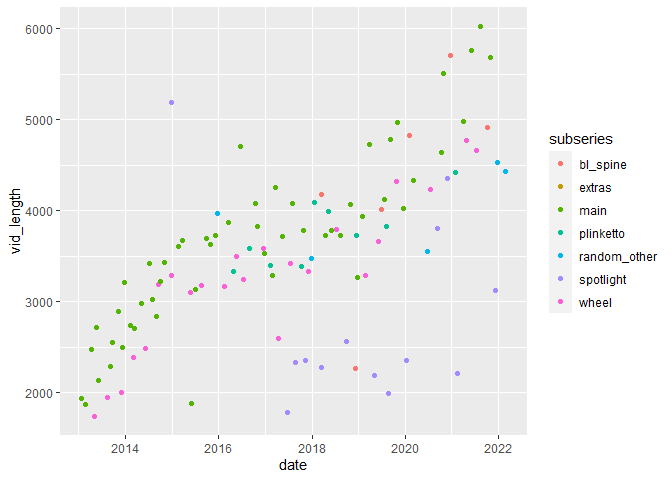 6000
5000
4000
3000
2000
vid_length
2014
2016
2018
2020
2022
date
subseries
bl_spine
extras
main
plinketto
random_other
spotlight
wheel